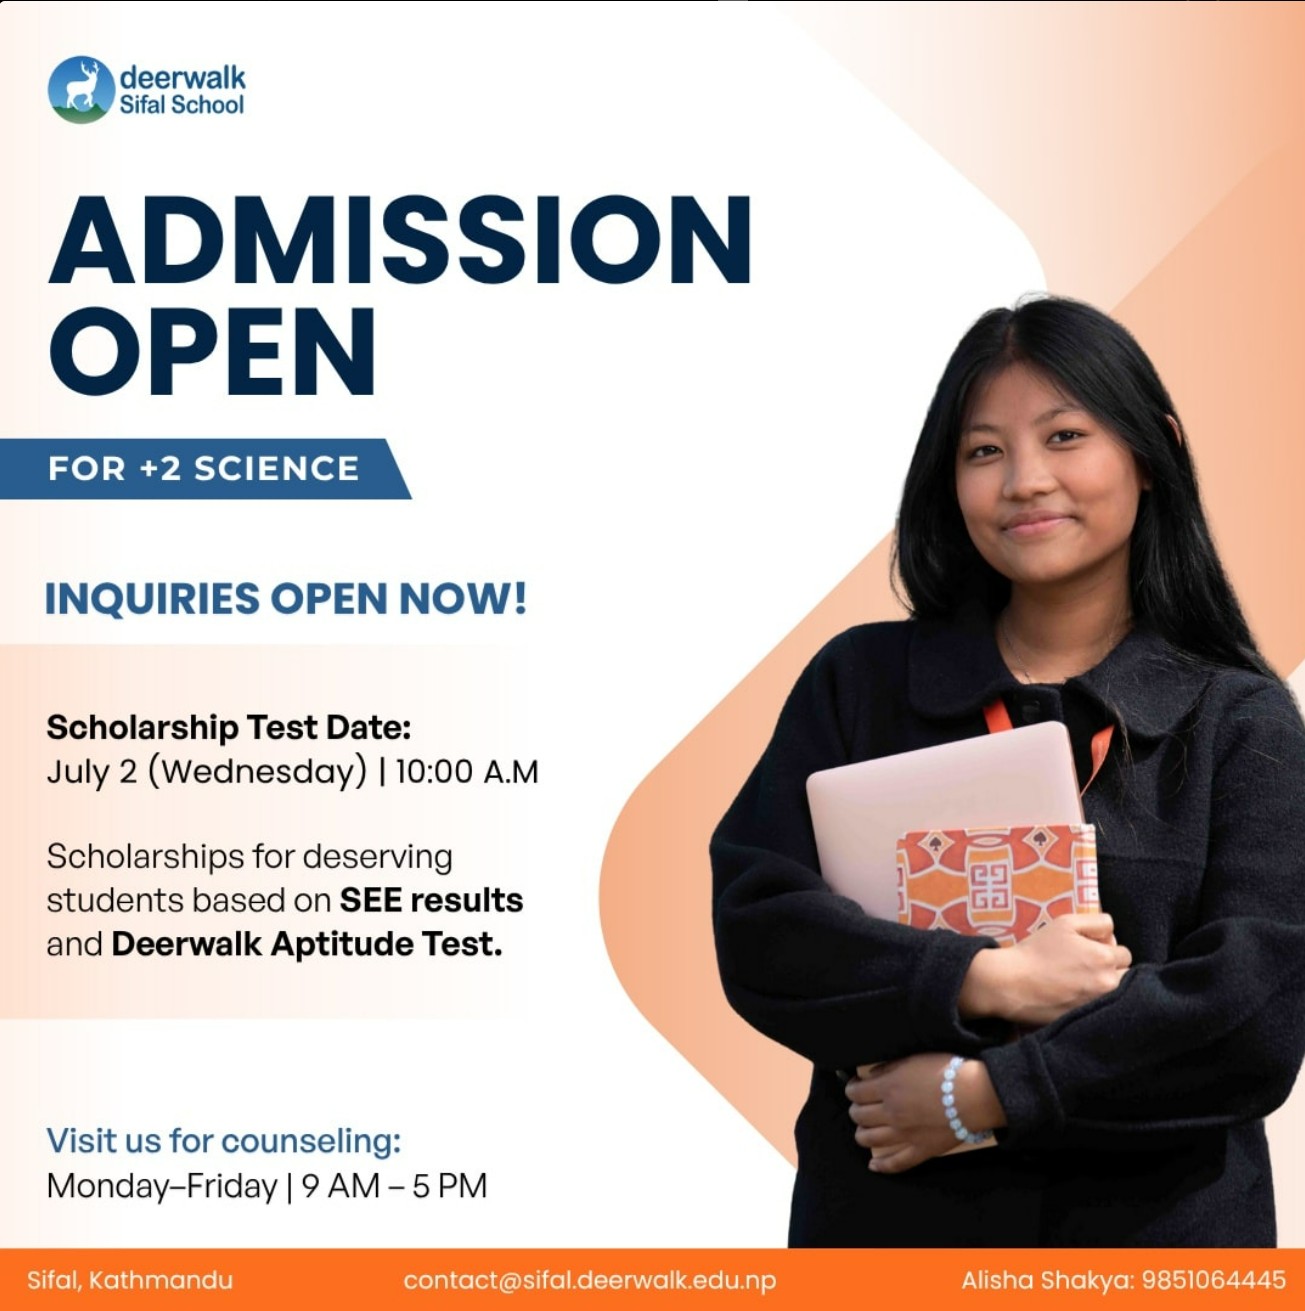 deerwalk
Sifal School
ADMISSION
OPEN
FOR +2 SCIENCE
INQUIRIES OPEN NOW!
Scholarship Test Date:
July 2 (Wednesday) | 10:00 A.M
Scholarships for deserving
students based on SEE results
and Deerwalk Aptitude Test.
Visit us for counseling:
Monday–Friday | 9 AM – 5 PM
Sifal, Kathmandu
contact@sifal.deerwalk.edu.np
Alisha Shakya: 9851064445